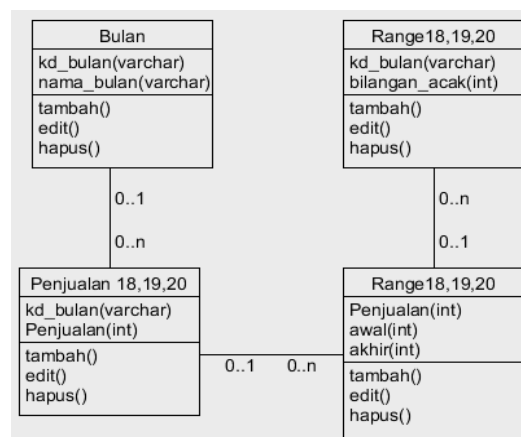 Bulan
kd_bulan(varchar)
nama_bulan(varchar)
tambah()
edit()
hapus()
Range18,19,20
kd_bulan(varchar)
bilangan_acak(int)
tambah()
edit()
hapus()
0..1
0..n
0..n
0..1
Penjualan 18,19,20
kd_bulan(varchar)
Penjualan(int)
tambah()
edit()
hapus()
0..1 0..n
Range18,19,20
Penjualan(int)
awal(int)
akhir(int)
tambah()
edit()
hapus()